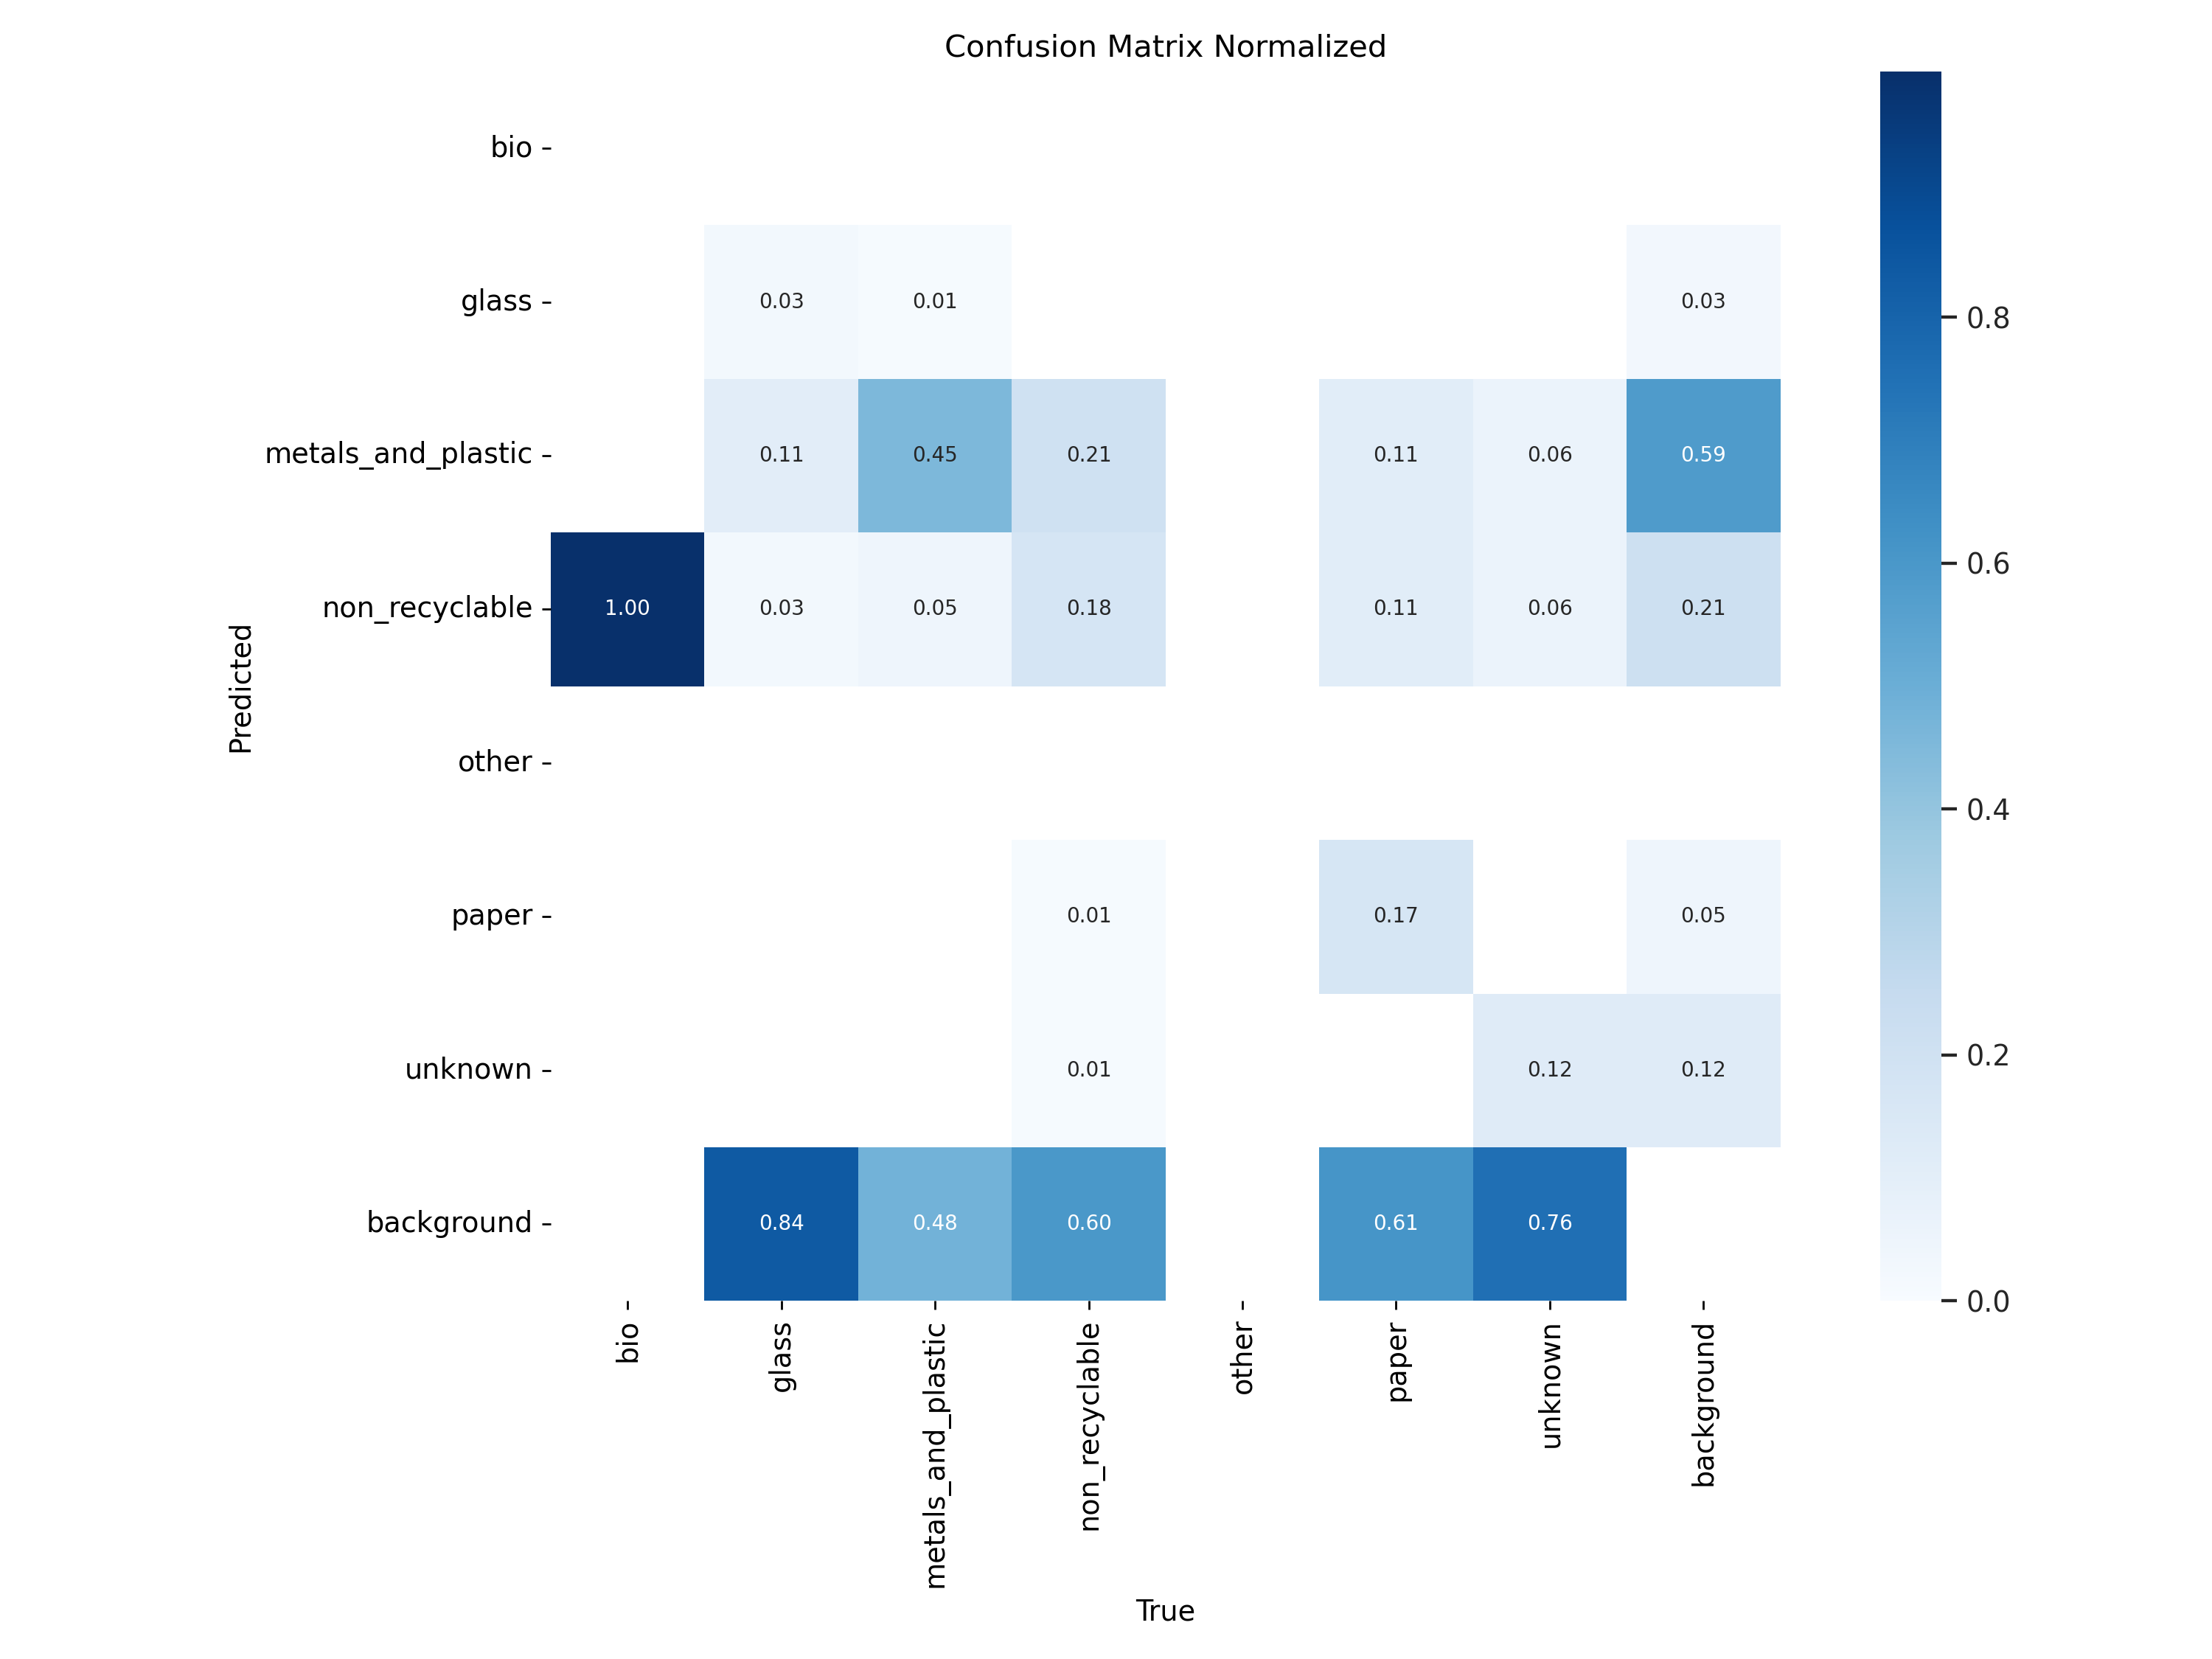 Confusion Matrix Normalized
bio
glass 0.03 0.01 0.03
metals_and_plastic 0.11 0.45 0.21 0.11 0.06 0.59
non_recyclable 1.00 0.03 0.05 0.18 0.11 0.06 0.21
other
paper 0.01 0.17 0.05
unknown 0.01 0.12 0.12
background 0.84 0.48 0.60 0.61 0.76
bio glass metals_and_plastic non_recyclable other paper unknown background
Predicted
True
0.8
0.6
0.4
0.2
0.0